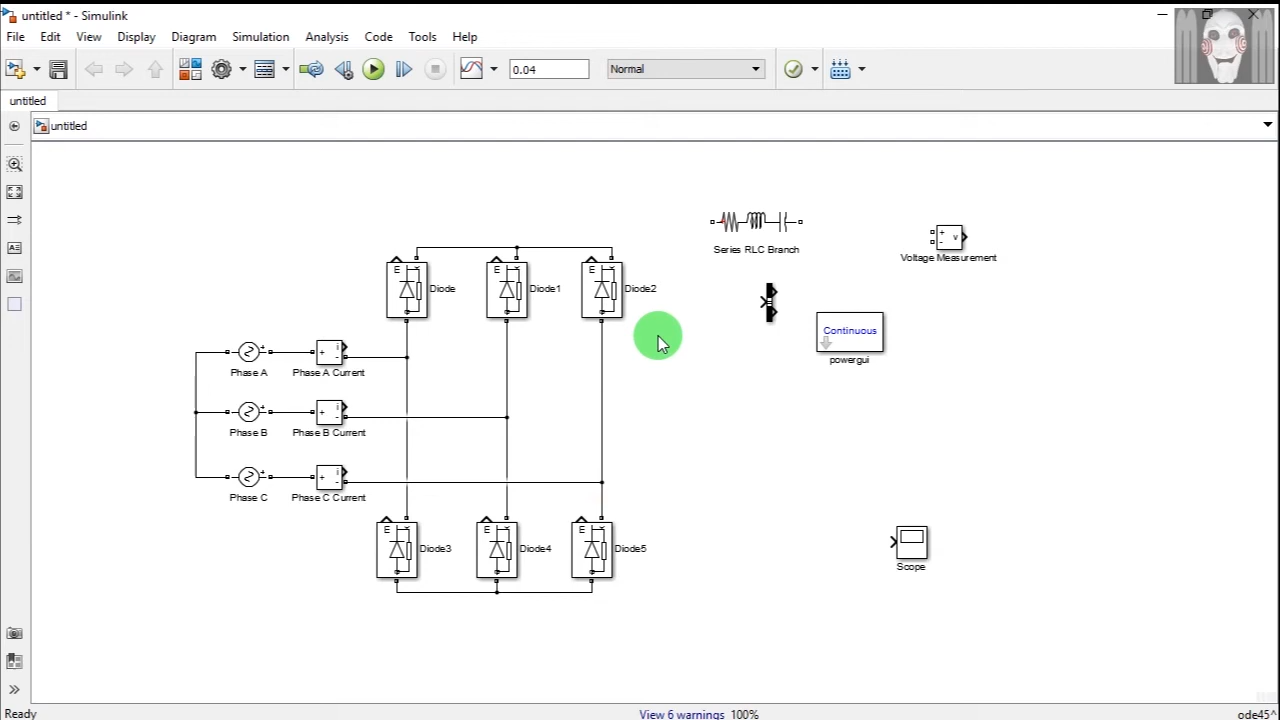 untitled * - Simulink
File Edit View Display Diagram Simulation Analysis Code Tools Help
0.04 Normal
untitled
untitled
Series RLC Branch
Voltage Measurement
+ v
-
E E E
Diode Diode1 Diode2
Continuous
powergui
+ + i
-
Phase A Phase A Current
+ + i
-
Phase B Phase B Current
+ + i
-
Phase C Phase C Current
E E E
Diode3 Diode4 Diode5
Scope
Ready View 6 warnings 100% ode45^